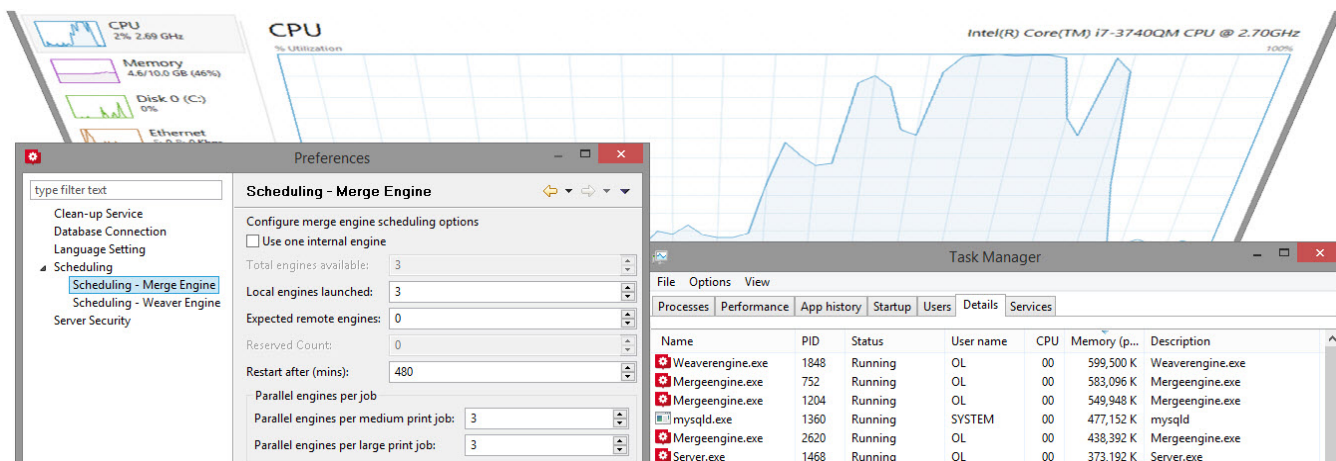 CPU
2% 2.69 GHz
Memory
4.6/10.0 GB (46%)
Disk 0 (C:)
0%
Ethernet
CPU
Intel(R) Core(TM) i7-3740QM CPU @ 2.70GHz
% Utilization
100%
Preferences
type filter text
Clean-up Service
Database Connection
Language Setting
Scheduling
Scheduling - Merge Engine
Scheduling - Weaver Engine
Server Security
Scheduling - Merge Engine
Configure merge engine scheduling options
Use one internal engine
Total engines available: 3
Local engines launched: 3
Expected remote engines: 0
Reserved Count: 0
Restart after (mins): 480
Parallel engines per job
Parallel engines per medium print job: 3
Parallel engines per large print job: 3
Task Manager
File Options View
Processes Performance App history Startup Users Details Services
Name PID Status User name CPU Memory (p... Description
Weaverengine.exe 1848 Running OL 00 599,500 K Weaverengine.exe
Mergeengine.exe 752 Running OL 00 583,096 K Mergeengine.exe
Mergeengine.exe 1204 Running OL 00 549,948 K Mergeengine.exe
mysqld.exe 1360 Running SYSTEM 00 477,152 K mysqld
Mergeengine.exe 2620 Running OL 00 438,392 K Mergeengine.exe
Server.exe 1468 Running OL 00 373,192 K Server.exe